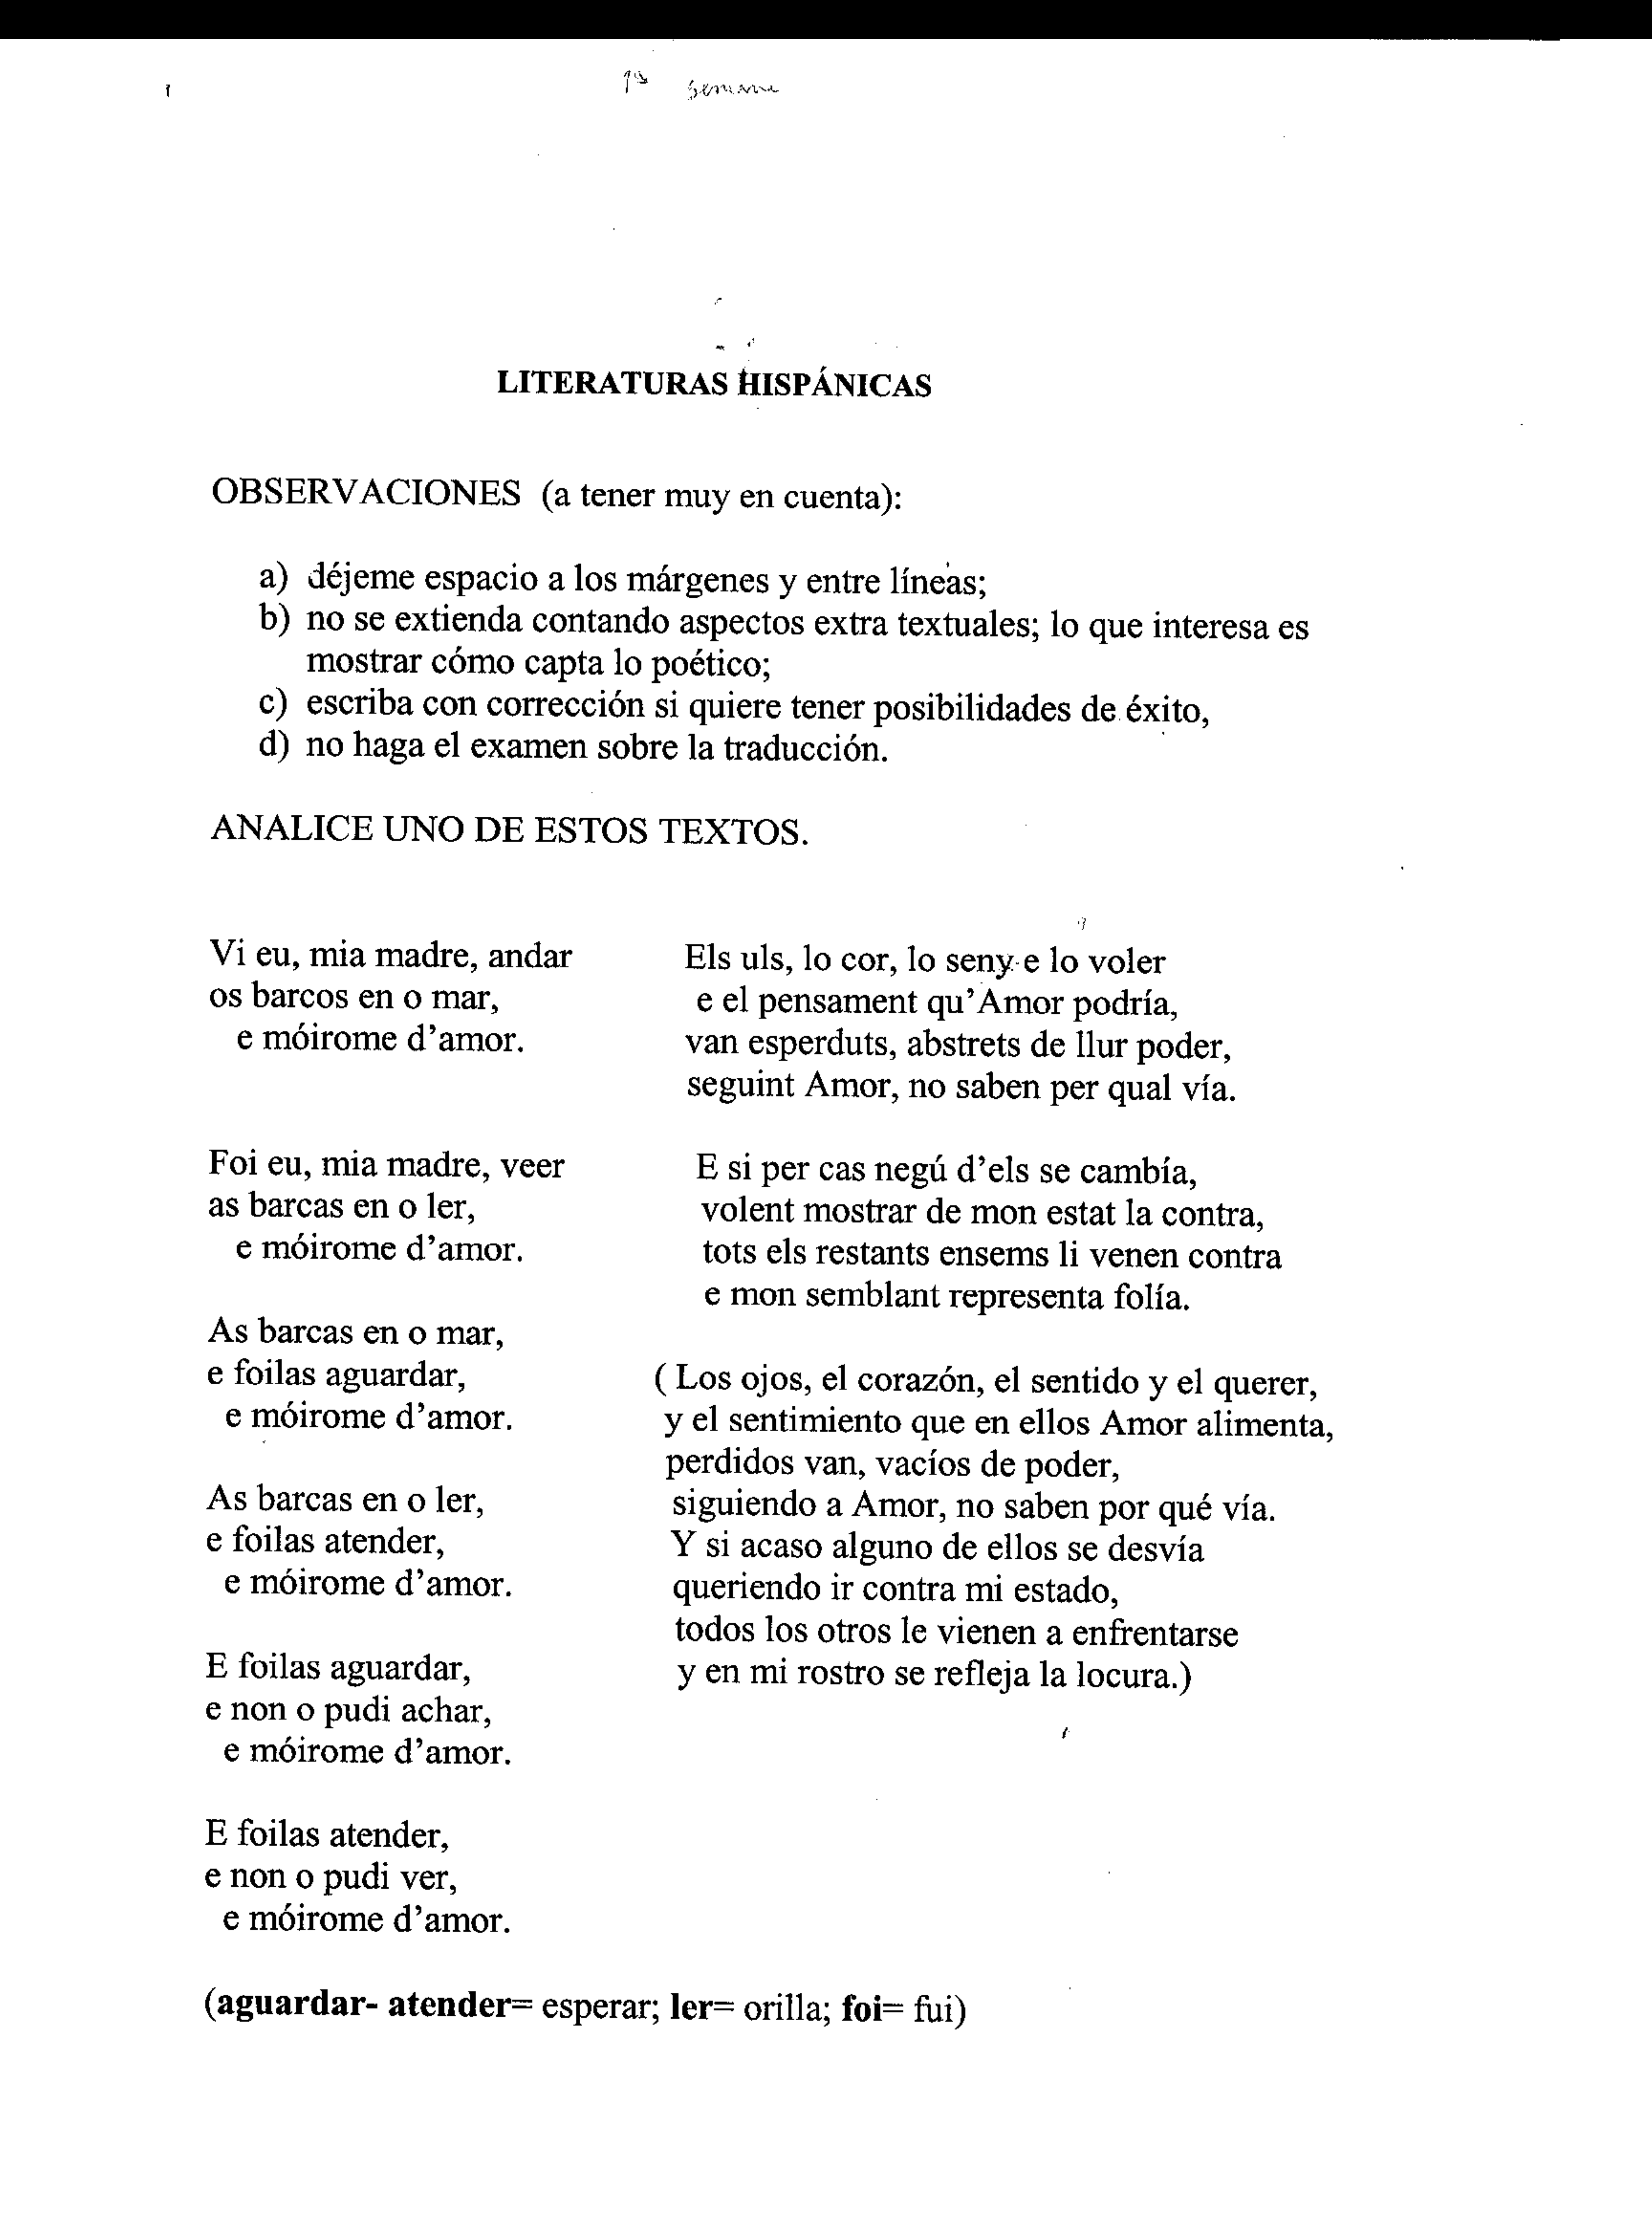 1ª semana
LITERATURAS HISPÁNICAS
OBSERVACIONES (a tener muy en cuenta):
a) déjeme espacio a los márgenes y entre líneas;
b) no se extienda contando aspectos extra textuales; lo que interesa es
mostrar cómo capta lo poético;
c) escriba con corrección si quiere tener posibilidades de éxito,
d) no haga el examen sobre la traducción.
ANALICE UNO DE ESTOS TEXTOS.
Vi eu, mia madre, andar
os barcos en o mar,
e móirome d'amor.
Foi eu, mia madre, veer
as barcas en o ler,
e móirome d'amor.
As barcas en o mar,
e foilas aguardar,
e móirome d'amor.
As barcas en o ler,
e foilas atender,
e móirome d'amor.
E foilas aguardar,
e non o pudi achar,
e móirome d'amor.
E foilas atender,
e non o pudi ver,
e móirome d'amor.
(aguardar- atender= esperar; ler= orilla; foi= fui)
Els uls, lo cor, lo seny e lo voler
e el pensament qu'Amor podría,
van esperduts, abstrets de llur poder,
seguint Amor, no saben per qual vía.
E si per cas negú d'els se cambía,
volent mostrar de mon estat la contra,
tots els restants ensems li venen contra
e mon semblant representa folía.
( Los ojos, el corazón, el sentido y el querer,
y el sentimiento que en ellos Amor alimenta,
perdidos van, vacíos de poder,
siguiendo a Amor, no saben por qué vía.
Y si acaso alguno de ellos se desvía
queriendo ir contra mi estado,
todos los otros le vienen a enfrentarse
y en mi rostro se refleja la locura.)